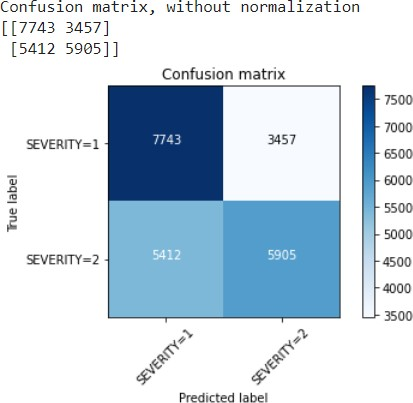 Confusion matrix, without normalization
[[7743 3457]
 [5412 5905]]
Confusion matrix
True label
SEVERITY=1
7743 3457
SEVERITY=2
5412 5905
SEVERITY=1 SEVERITY=2
Predicted label
7500
7000
6500
6000
5500
5000
4500
4000
3500